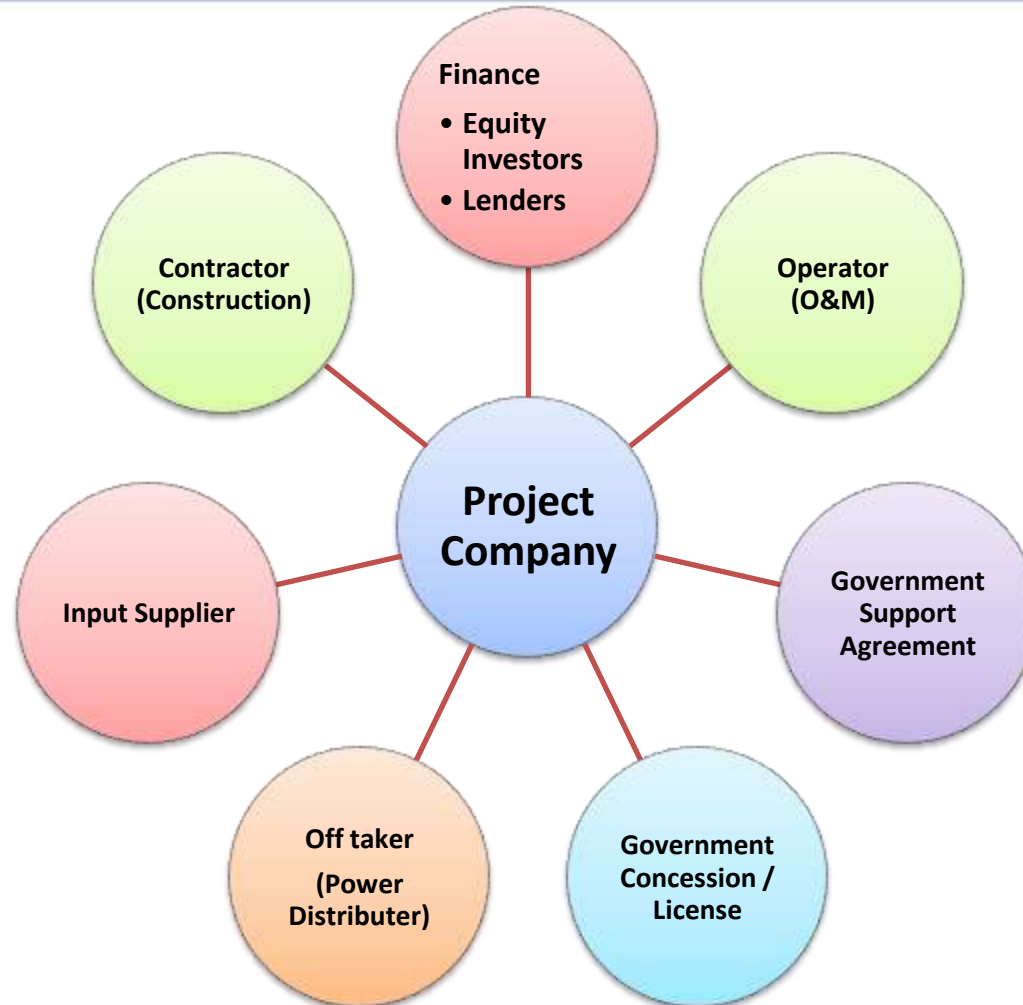 Finance
• Equity
Investors
• Lenders
Contractor
(Construction)
Operator
(O&M)
Project
Company
Input Supplier
Government
Support
Agreement
Off taker
(Power
Distributer)
Government
Concession /
License